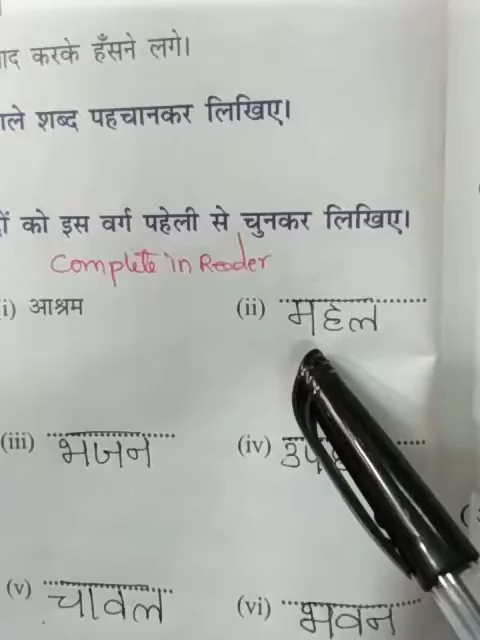 याद करके हँसने लगे।
वाले शब्द पहचानकर लिखिए।
को इस वर्ग पहेली से चुनकर लिखिए।
Complete in Reader
i) आश्रम (ii) महल
(iii) भजन (iv)
(v) चावल (vi) भवन